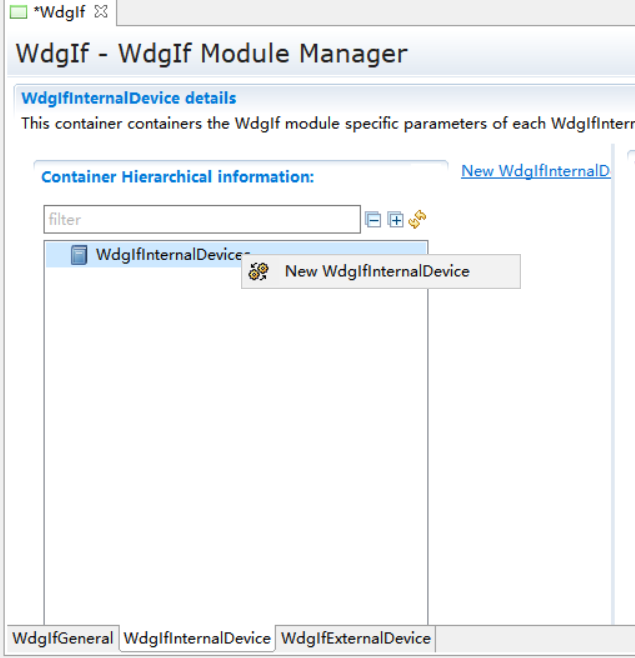 *WdgIf
WdgIf - WdgIf Module Manager
WdgIfInternalDevice details
This container containers the WdgIf module specific parameters of each WdgIfInterr
Container Hierarchical information:
New WdgIfInternalD
filter
WdgIfInternalDevices
New WdgIfInternalDevice
WdgIfGeneral WdgIfInternalDevice WdgIfExternalDevice